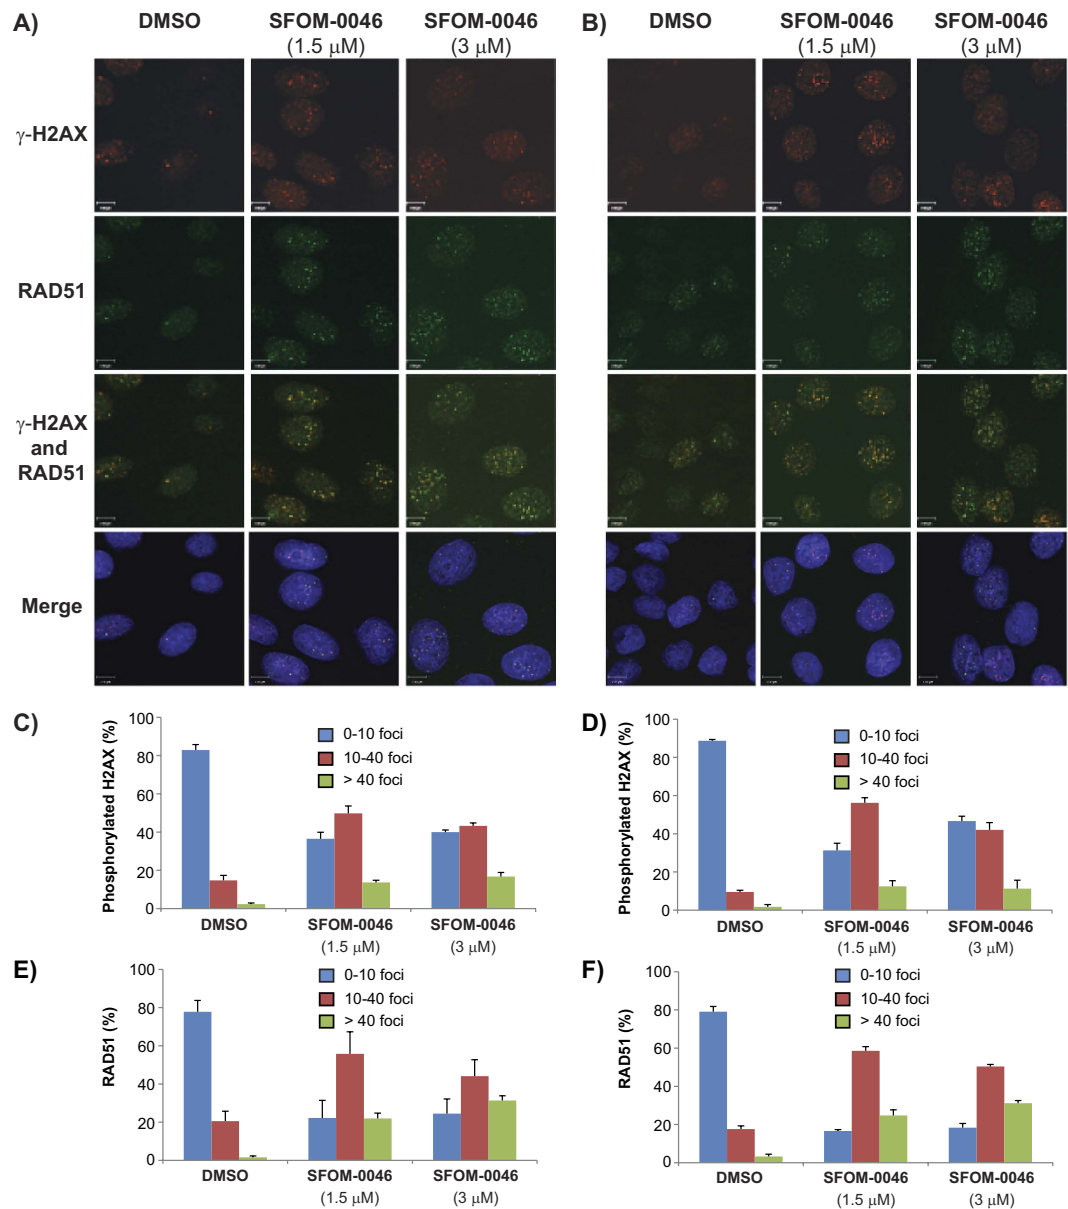 A) DMSO SFOM-0046 SFOM-0046
(1.5 μM) (3 μM)
B) DMSO SFOM-0046 SFOM-0046
(1.5 μM) (3 μM)
γ-H2AX
RAD51
γ-H2AX
and
RAD51
Merge
C)
Phosphorylated H2AX (%)
100
80
60
40
20
0
0-10 foci
10-40 foci
> 40 foci
DMSO SFOM-0046 SFOM-0046
(1.5 μM) (3 μM)
D)
Phosphorylated H2AX (%)
100
80
60
40
20
0
0-10 foci
10-40 foci
> 40 foci
DMSO SFOM-0046 SFOM-0046
(1.5 μM) (3 μM)
E)
RAD51 (%)
100
80
60
40
20
0
0-10 foci
10-40 foci
> 40 foci
DMSO SFOM-0046 SFOM-0046
(1.5 μM) (3 μM)
F)
RAD51 (%)
100
80
60
40
20
0
0-10 foci
10-40 foci
> 40 foci
DMSO SFOM-0046 SFOM-0046
(1.5 μM) (3 μM)